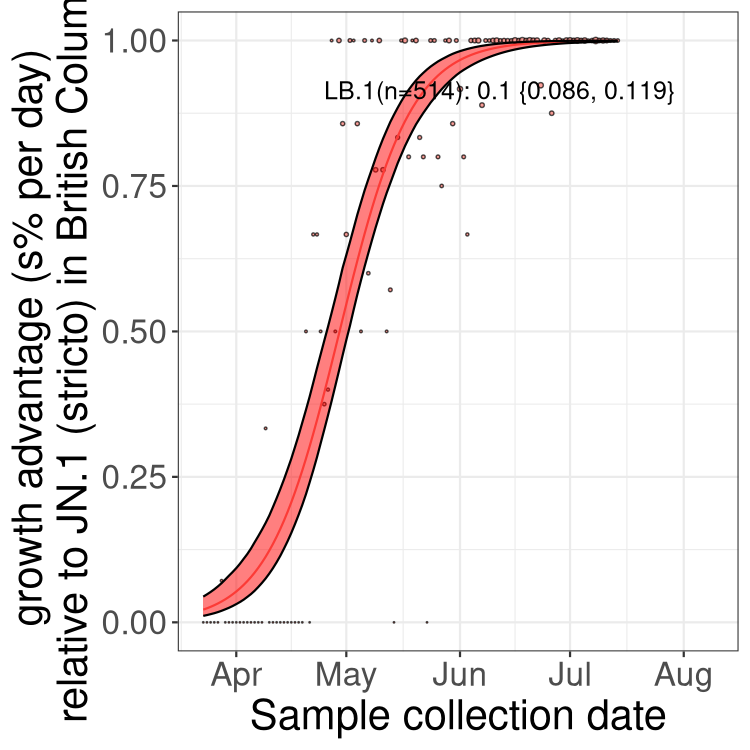 growth advantage (s% per day)
relative to JN.1 (stricto) in British Colum
1.00
0.75
0.50
0.25
0.00
LB.1(n=514): 0.1 {0.086, 0.119}
Apr May Jun Jul Aug
Sample collection date